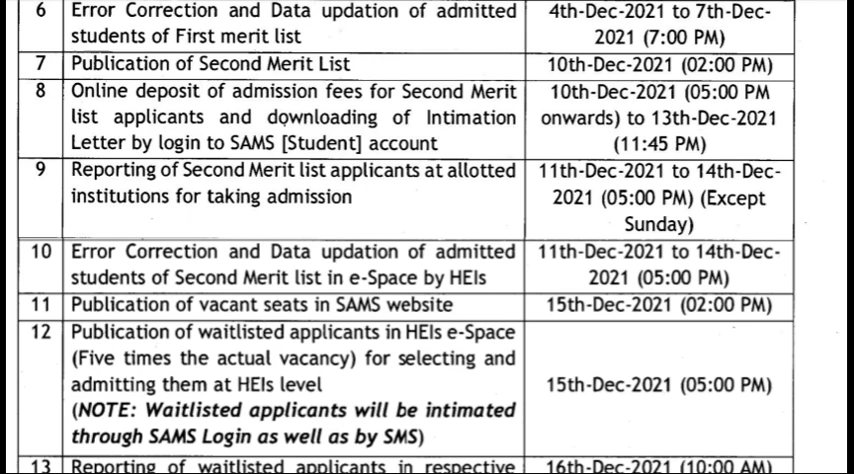 6 Error Correction and Data updation of admitted 4th-Dec-2021 to 7th-Dec-
students of First merit list 2021 (7:00 PM)
7 Publication of Second Merit List 10th-Dec-2021 (02:00 PM)
8 Online deposit of admission fees for Second Merit 10th-Dec-2021 (05:00 PM
list applicants and downloading of Intimation onwards) to 13th-Dec-2021
Letter by login to SAMS [Student] account (11:45 PM)
9 Reporting of Second Merit list applicants at allotted 11th-Dec-2021 to 14th-Dec-
institutions for taking admission 2021 (05:00 PM) (Except
Sunday)
10 Error Correction and Data updation of admitted 11th-Dec-2021 to 14th-Dec-
students of Second Merit list in e-Space by HEIs 2021 (05:00 PM)
11 Publication of vacant seats in SAMS website 15th-Dec-2021 (02:00 PM)
12 Publication of waitlisted applicants in HEIs e-Space
(Five times the actual vacancy) for selecting and
admitting them at HEIs level 15th-Dec-2021 (05:00 PM)
(NOTE: Waitlisted applicants will be intimated
through SAMS Login as well as by SMS)
13 Reporting of waitlisted applicants in respective 16th-Dec-2021 (10:00 AM)